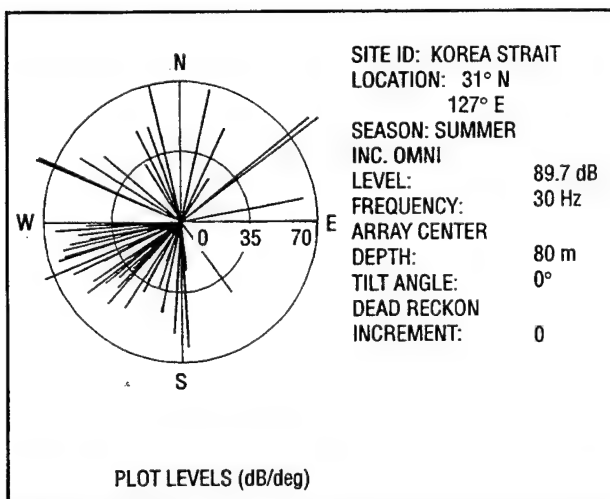 N
W
E
S
0 35 70
PLOT LEVELS (dB/deg)
SITE ID: KOREA STRAIT
LOCATION: 31° N
127° E
SEASON: SUMMER
INC. OMNI
LEVEL: 89.7 dB
FREQUENCY: 30 Hz
ARRAY CENTER
DEPTH: 80 m
TILT ANGLE: 0°
DEAD RECKON
INCREMENT: 0